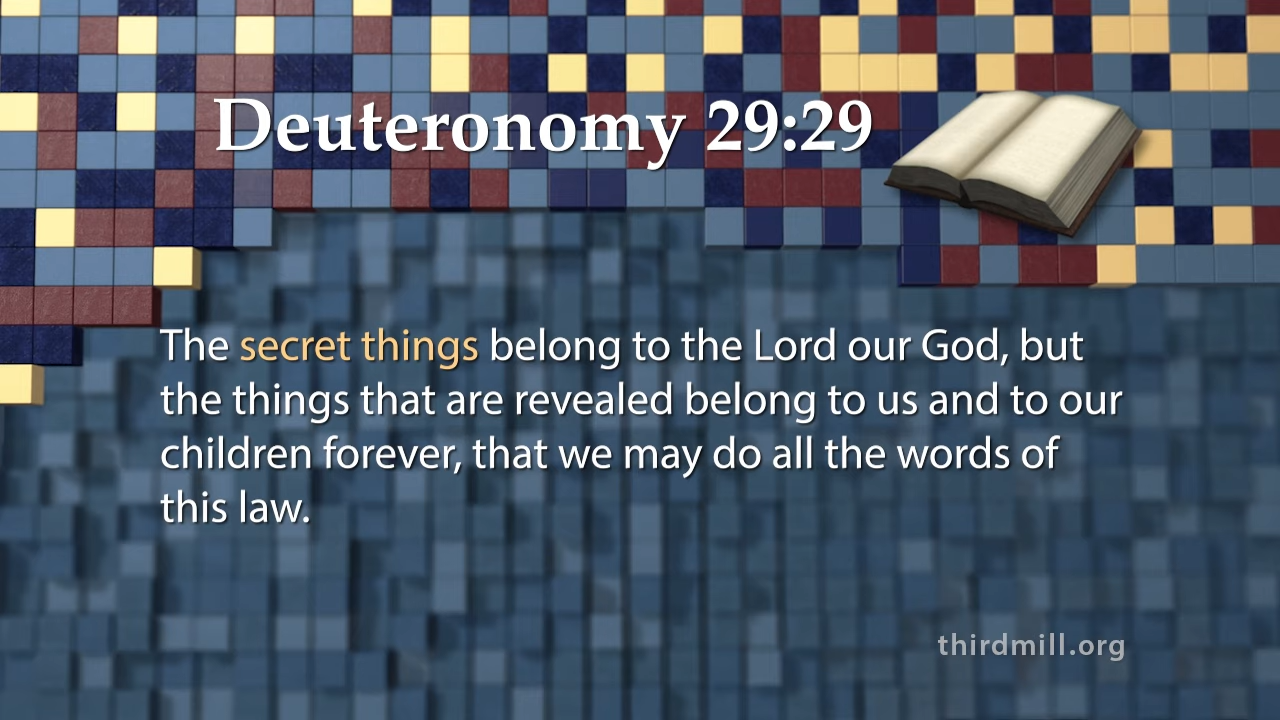 Deuteronomy 29:29
The secret things belong to the Lord our God, but
the things that are revealed belong to us and to our
children forever, that we may do all the words of
this law.
thirdmill.org